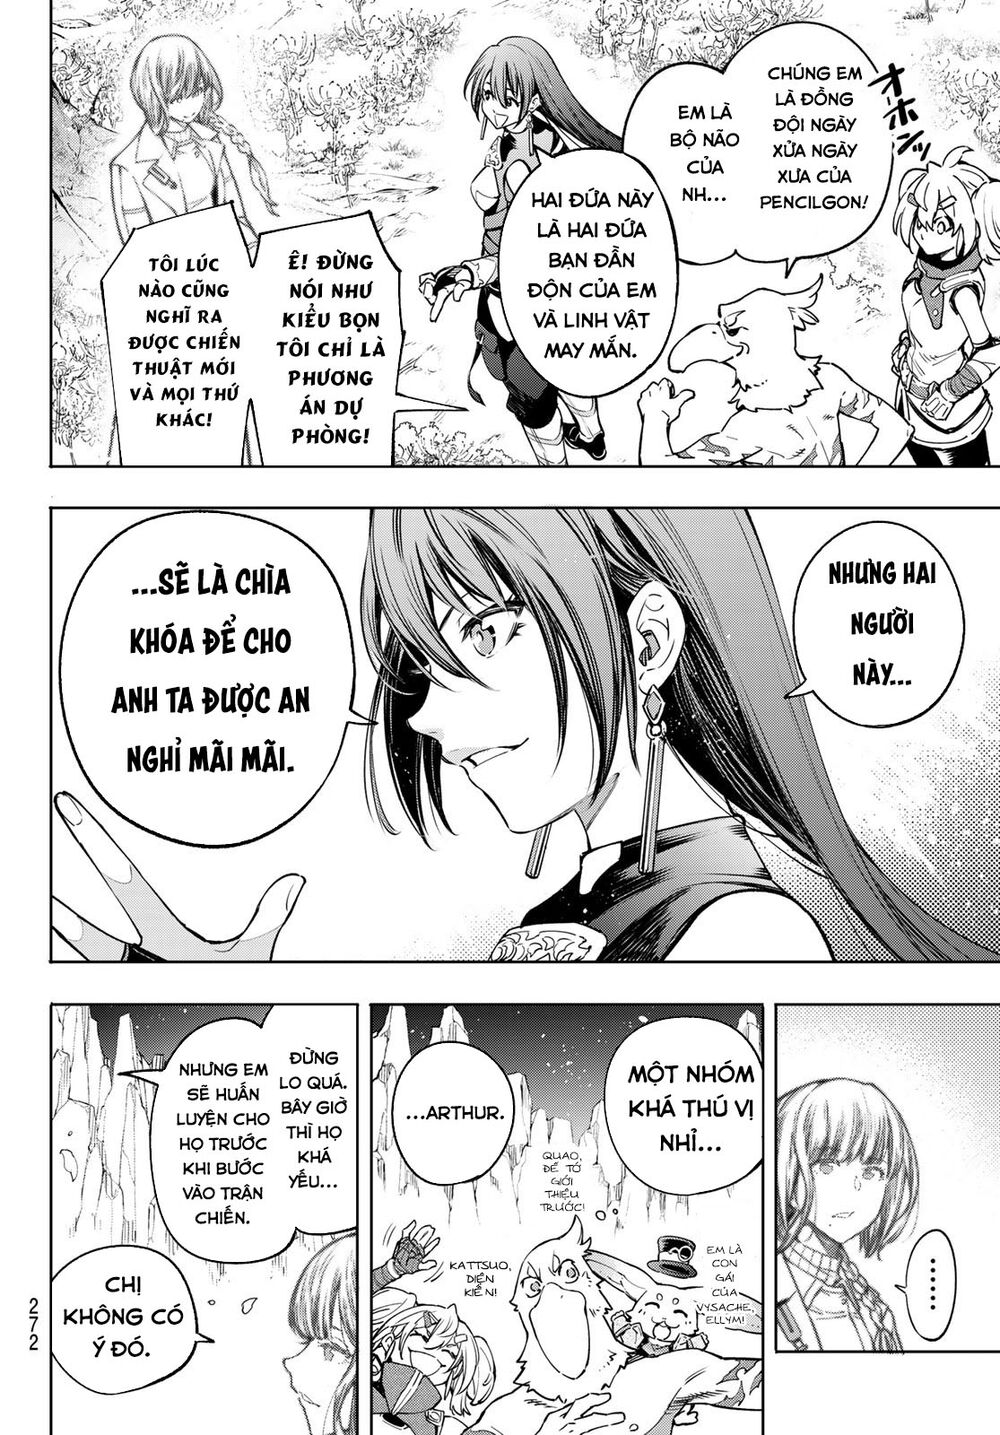 CHÚNG EM
LÀ ĐỒNG
ĐỘI NGÀY
XỬA NGÀY
XƯA CỦA
PENCILGON!
EM LÀ
BỘ NÃO
CỦA
NH...
オーホンッ
HAI ĐỨA NÀY
LÀ HAI ĐỨA
BẠN ĐẦN
ĐỘN CỦA EM
VÀ LINH VẬT
MAY MẮN.
Ê! ĐỪNG
NÓI NHƯ
KIỂU BỌN
TÔI CHỈ LÀ
PHƯƠNG
ÁN DỰ
PHÒNG!
TÔI LÚC
NÀO CŨNG
NGHĨ RA
ĐƯỢC CHIẾN
THUẬT MỚI
VÀ MỌI THỨ
KHÁC!
NHƯNG HAI
NGƯỜI
NÀY...
...SẼ LÀ CHÌA
KHÓA ĐỂ CHO
ANH TA ĐƯỢC AN
NGHỈ MÃI MÃI.
......
MỘT NHÓM
KHÁ THÚ VỊ
NHỈ...
...ARTHUR.
QUAO,
ĐỂ TỚ
GIỚI
THIỆU
TRƯỚC!
EM LÀ
CON
GÁI
CỦA
VYSACHE,
ELLYM!
KATTSUO,
DIỆN
KIẾN!
ĐỪNG
LO QUÁ.
BÂY GIỜ
THÌ HỌ
KHÁ
YẾU...
NHƯNG EM
SẼ HUẤN
LUYỆN CHO
HỌ TRƯỚC
KHI BƯỚC
VÀO TRẬN
CHIẾN.
CHỊ
KHÔNG CÓ
Ý ĐÓ.
272